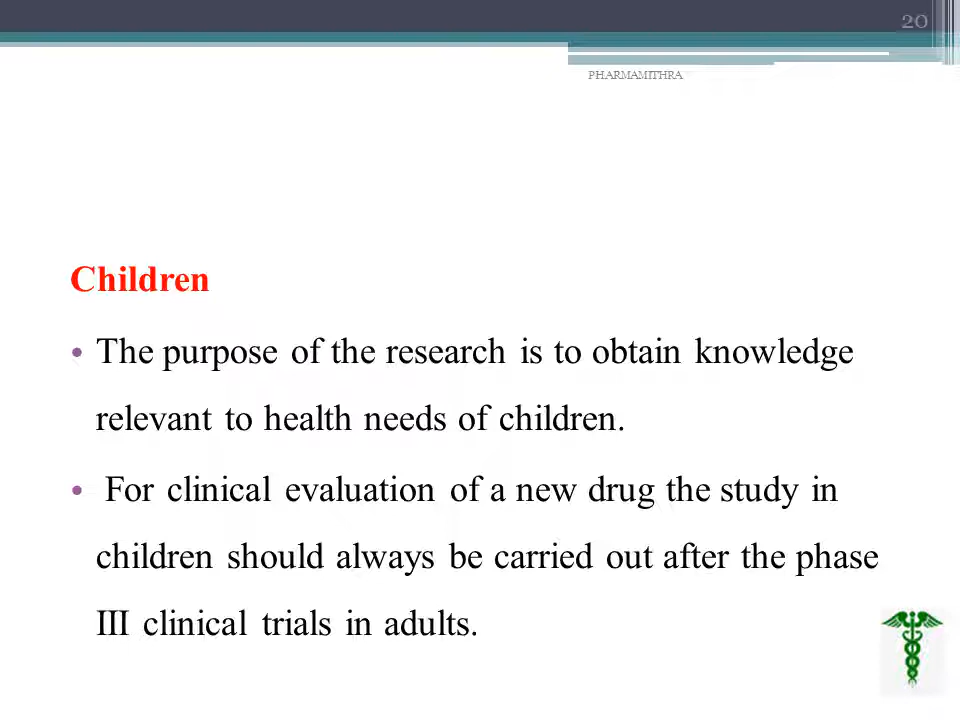 20
PHARMAMITHRA
Children
• The purpose of the research is to obtain knowledge
relevant to health needs of children.
• For clinical evaluation of a new drug the study in
children should always be carried out after the phase
III clinical trials in adults.